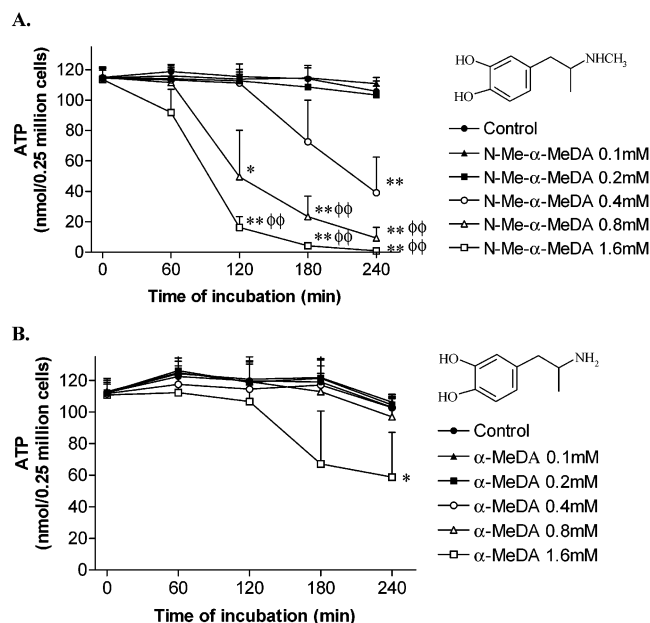 A.
120
100
80
60
40
20
0
ATP
(nmol/0.25 million cells)
*
**ϕϕ
**ϕϕ
**ϕϕ
**
**ϕϕ
**ϕϕ
0 60 120 180 240
Time of incubation (min)
HO
HO
NHCH₃
Control
N-Me-α-MeDA 0.1mM
N-Me-α-MeDA 0.2mM
N-Me-α-MeDA 0.4mM
N-Me-α-MeDA 0.8mM
N-Me-α-MeDA 1.6mM
B.
120
100
80
60
40
20
0
ATP
(nmol/0.25 million cells)
*
0 60 120 180 240
Time of incubation (min)
HO
HO
NH₂
Control
α-MeDA 0.1mM
α-MeDA 0.2mM
α-MeDA 0.4mM
α-MeDA 0.8mM
α-MeDA 1.6mM